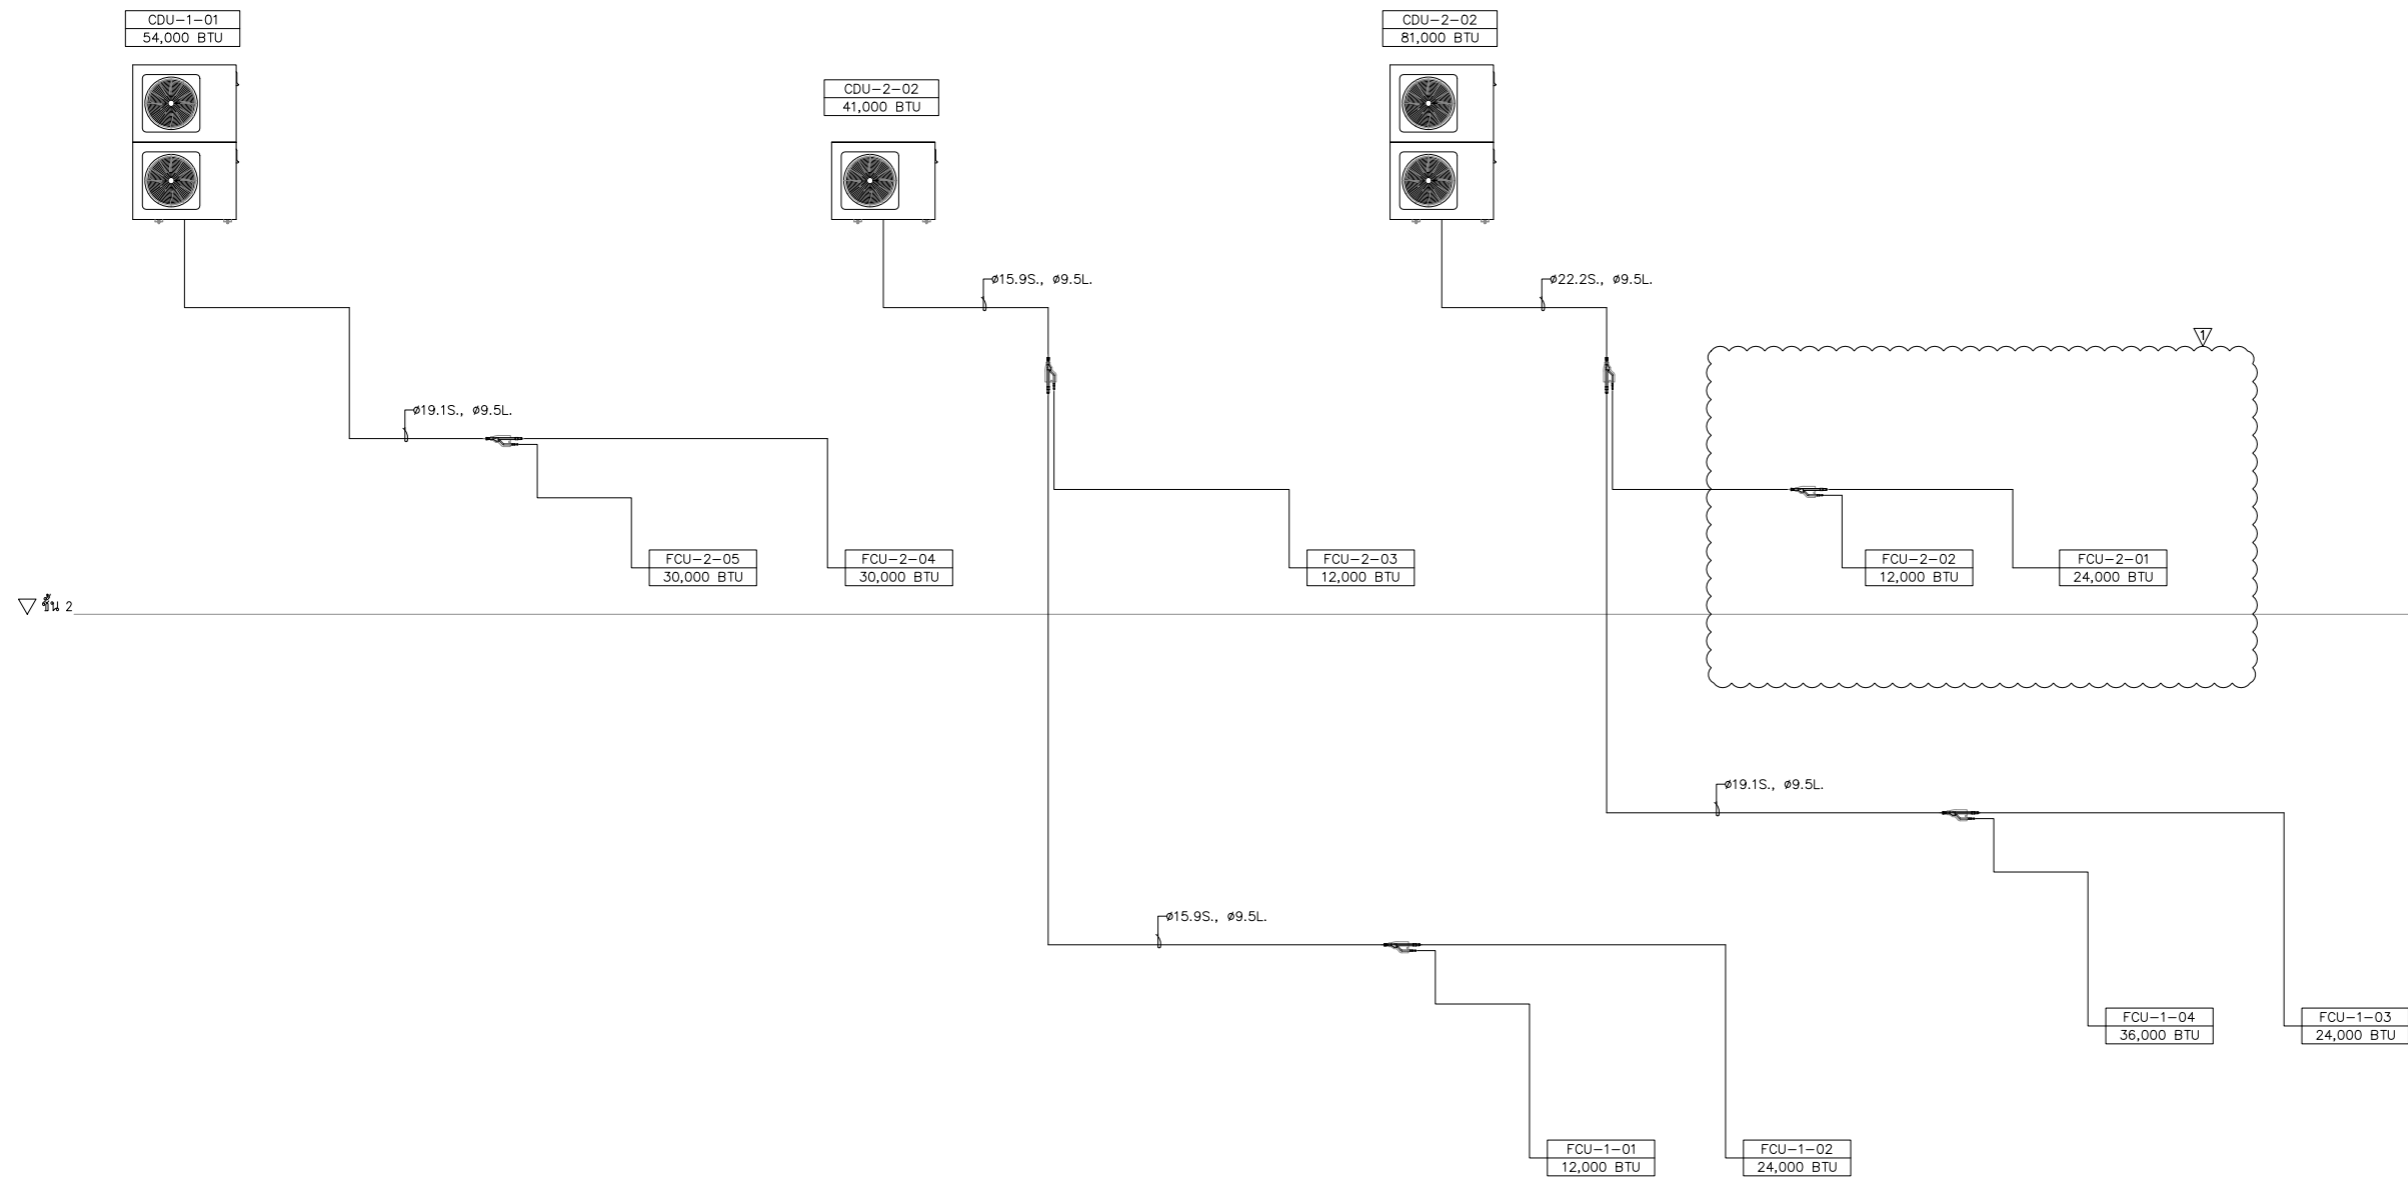 CDU-1-01
54,000 BTU
CDU-2-02
81,000 BTU
CDU-2-02
41,000 BTU
ø15.9S., ø9.5L.
ø22.2S., ø9.5L.
1
ø19.1S., ø9.5L.
FCU-2-05
30,000 BTU
FCU-2-04
30,000 BTU
FCU-2-03
12,000 BTU
FCU-2-02
12,000 BTU
FCU-2-01
24,000 BTU
ชั้น 2
ø19.1S., ø9.5L.
ø15.9S., ø9.5L.
FCU-1-04
36,000 BTU
FCU-1-03
24,000 BTU
FCU-1-01
12,000 BTU
FCU-1-02
24,000 BTU